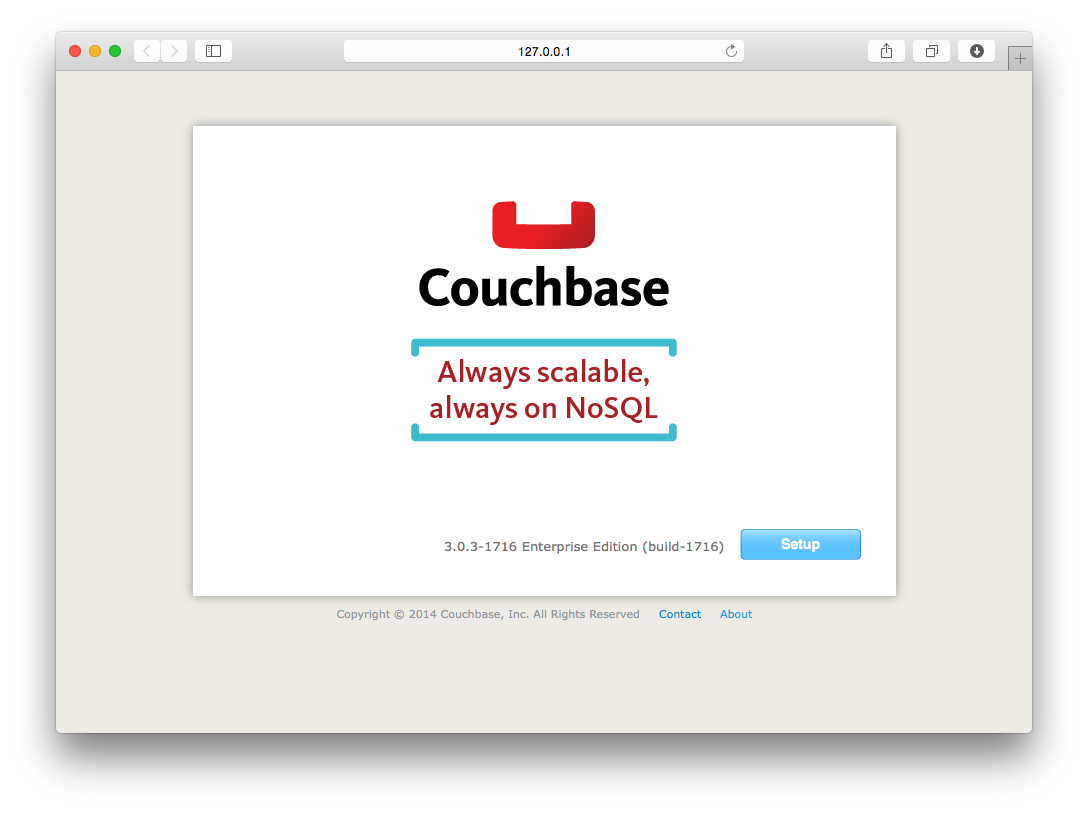 127.0.0.1
Couchbase
Always scalable,
always on NoSQL
3.0.3-1716 Enterprise Edition (build-1716)
Setup
Copyright © 2014 Couchbase, Inc. All Rights Reserved Contact About